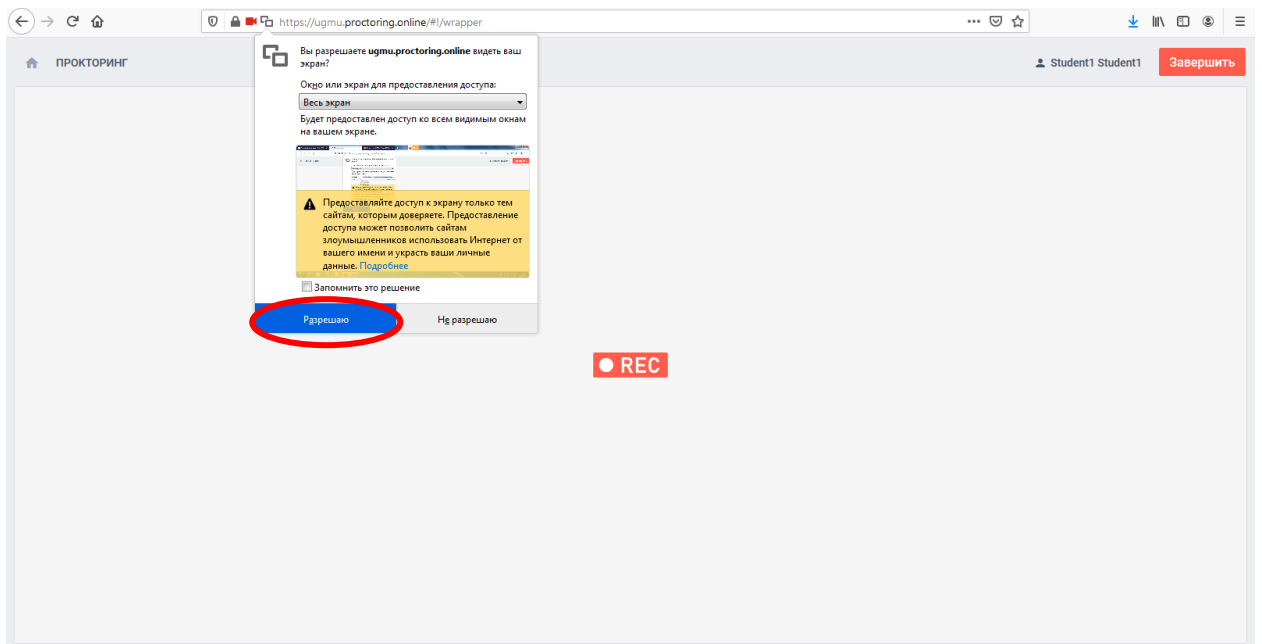 https://ugmu.proctoring.online/#!/wrapper
ПРОКТОРИНГ
Student1 Student1
Завершить
Вы разрешаете ugmu.proctoring.online видеть ваш
экран?
Окно или экран для предоставления доступа:
Весь экран
Будет предоставлен доступ ко всем видимым окнам
на вашем экране.
Предоставляйте доступ к экрану только тем
сайтам, которым доверяете. Предоставление
доступа может позволить сайтам
злоумышленников использовать Интернет от
вашего имени и украсть ваши личные
данные. Подробнее
Запомнить это решение
Разрешаю
Не разрешаю
REC